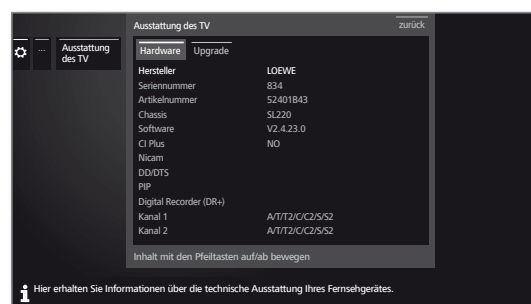 Ausstattung des TV
zurück
...
Ausstattung
des TV
Hardware Upgrade
Hersteller LOEWE
Seriennummer 834
Artikelnummer 52401B43
Chassis SL220
Software V2.4.23.0
CI Plus NO
Nicam
DD/DTS
PIP
Digital Recorder (DR+)
Kanal 1 A/T/T2/C/C2/S/S2
Kanal 2 A/T/T2/C/C2/S/S2
Inhalt mit den Pfeiltasten auf/ab bewegen
Hier erhalten Sie Informationen über die technische Ausstattung Ihres Fernsehgerätes.